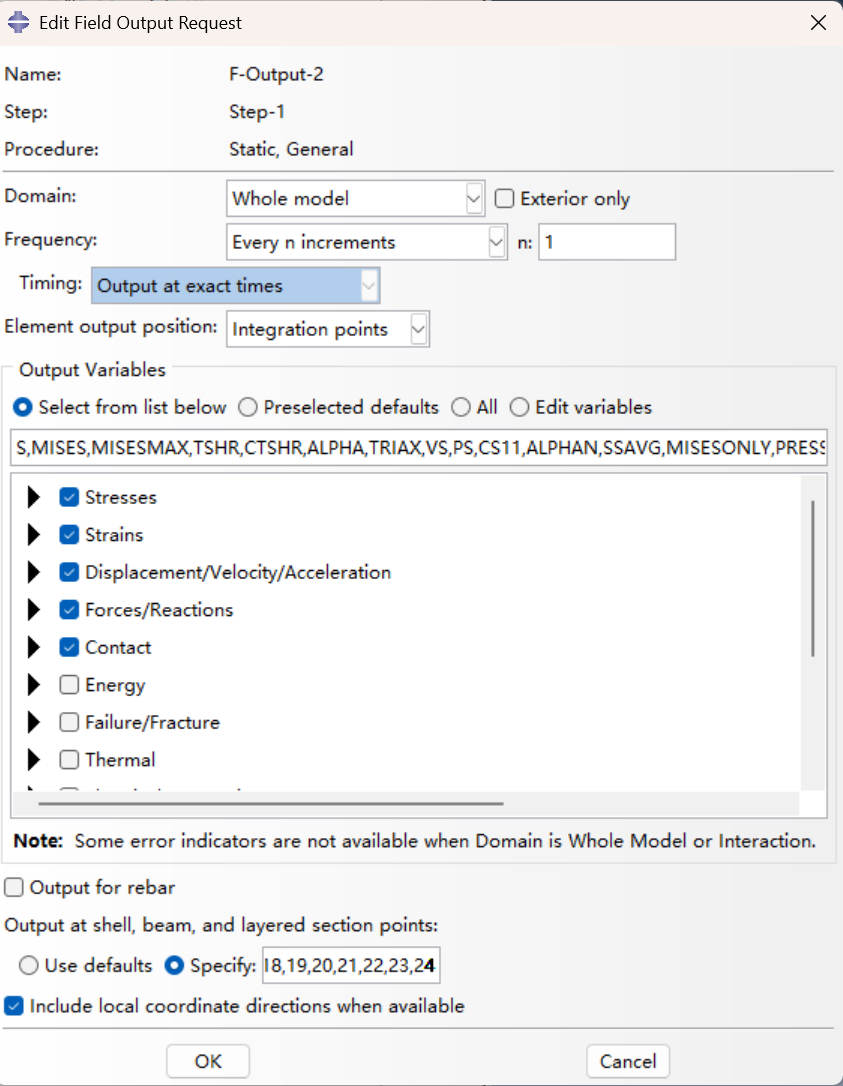 Edit Field Output Request
Name: F-Output-2
Step: Step-1
Procedure: Static, General
Domain: Whole model Exterior only
Frequency: Every n increments n: 1
Timing: Output at exact times
Element output position: Integration points
Output Variables
Select from list below Preselected defaults All Edit variables
S,MISES,MISESMAX,TSHR,CTSHR,ALPHA,TRIAX,VS,PS,CS11,ALPHAN,SSAVG,MISESONLY,PRESS
Stresses
Strains
Displacement/Velocity/Acceleration
Forces/Reactions
Contact
Energy
Failure/Fracture
Thermal
Note: Some error indicators are not available when Domain is Whole Model or Interaction.
Output for rebar
Output at shell, beam, and layered section points:
Use defaults Specify: 18,19,20,21,22,23,24
Include local coordinate directions when available
OK Cancel